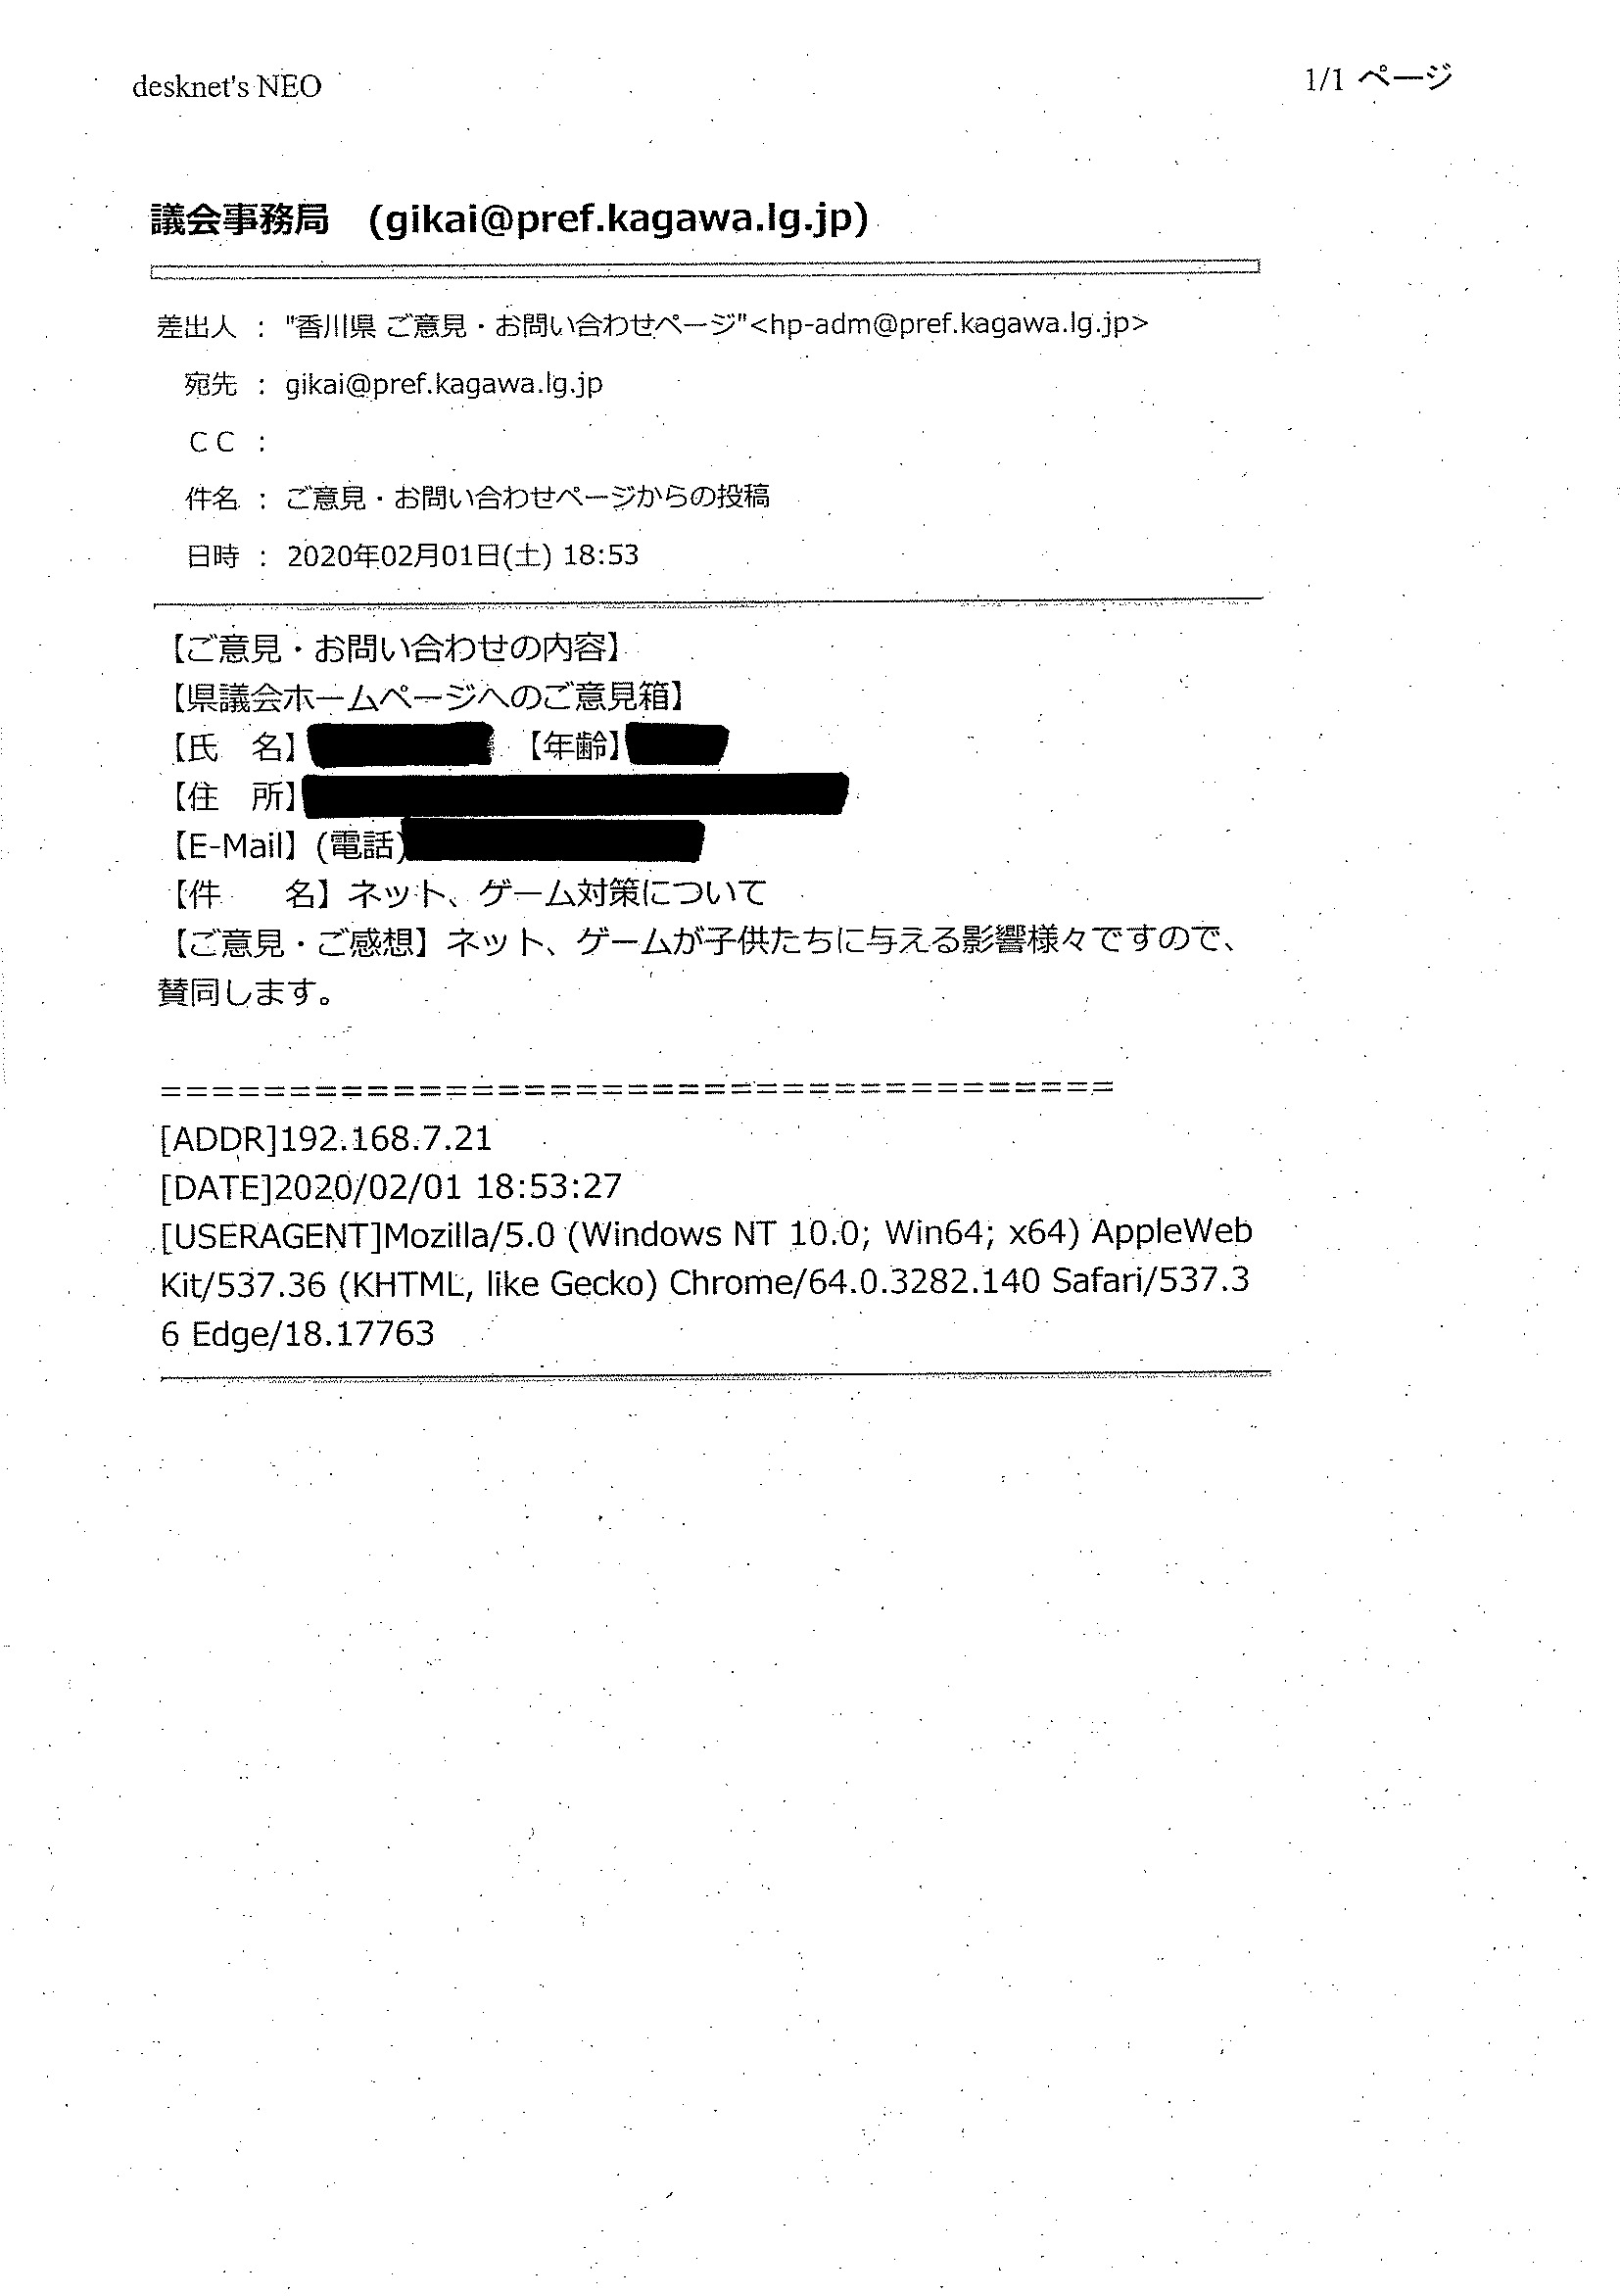 desknet's NEO
1/1 ページ
議会事務局　(gikai@pref.kagawa.lg.jp)
差出人 : "香川県 ご意見・お問い合わせページ"<hp-adm@pref.kagawa.lg.jp>
宛先 : gikai@pref.kagawa.lg.jp
ＣＣ :
件名 : ご意見・お問い合わせページからの投稿
日時 : 2020年02月01日(土) 18:53
【ご意見・お問い合わせの内容】
【県議会ホームページへのご意見箱】
【氏　名】　【年齢】
【住　所】
【E-Mail】(電話)
【件　　名】ネット、ゲーム対策について
【ご意見・ご感想】ネット、ゲームが子供たちに与える影響様々ですので、
賛同します。
=====================================
[ADDR]192.168.7.21
[DATE]2020/02/01 18:53:27
[USERAGENT]Mozilla/5.0 (Windows NT 10.0; Win64; x64) AppleWeb
Kit/537.36 (KHTML, like Gecko) Chrome/64.0.3282.140 Safari/537.3
6 Edge/18.17763